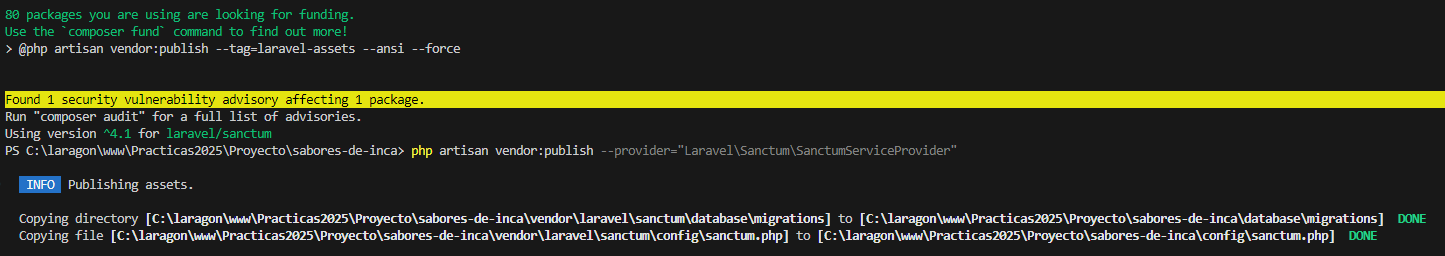 80 packages you are using are looking for funding.
Use the `composer fund` command to find out more!
> @php artisan vendor:publish --tag=laravel-assets --ansi --force
Found 1 security vulnerability advisory affecting 1 package.
Run "composer audit" for a full list of advisories.
Using version ^4.1 for laravel/sanctum
PS C:\laragon\www\Practicas2025\Proyecto\sabores-de-inca> php artisan vendor:publish --provider="Laravel\Sanctum\SanctumServiceProvider"
INFO Publishing assets.
Copying directory [C:\laragon\www\Practicas2025\Proyecto\sabores-de-inca\vendor\laravel\sanctum\database\migrations] to [C:\laragon\www\Practicas2025\Proyecto\sabores-de-inca\database\migrations] DONE
Copying file [C:\laragon\www\Practicas2025\Proyecto\sabores-de-inca\vendor\laravel\sanctum\config\sanctum.php] to [C:\laragon\www\Practicas2025\Proyecto\sabores-de-inca\config\sanctum.php] DONE